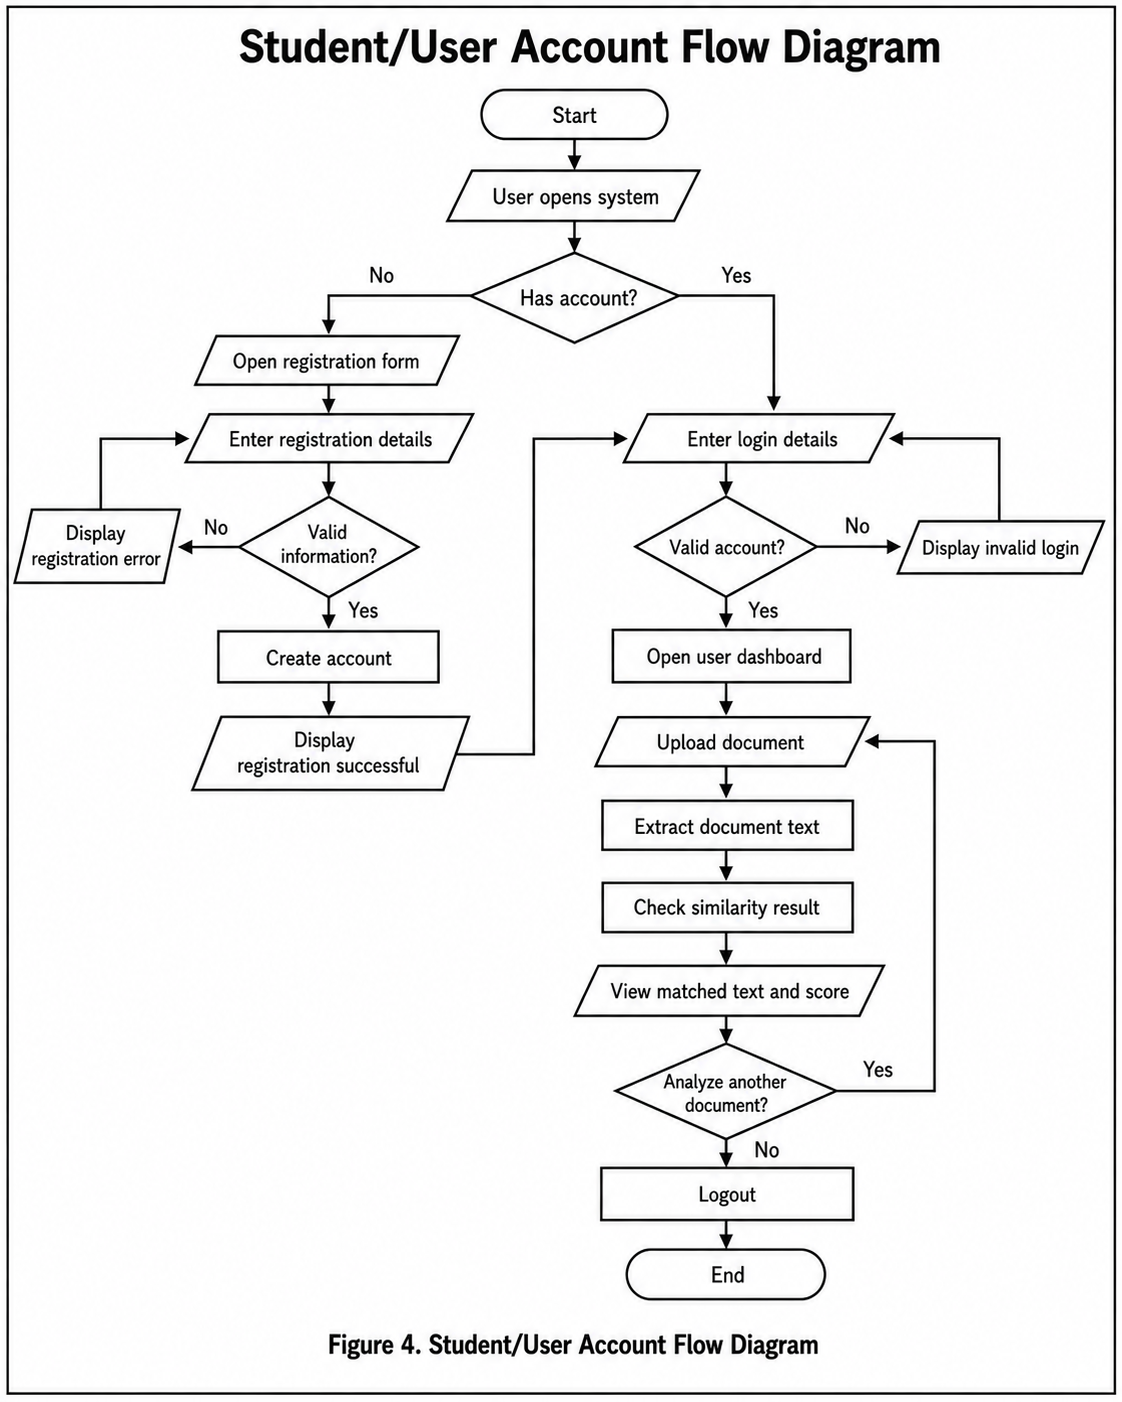 Student/User Account Flow Diagram
Start
User opens system
Has account?
No
Yes
Open registration form
Enter registration details
Enter login details
Display
registration error
No
Valid
information?
Valid account?
No
Display invalid login
Yes
Yes
Create account
Open user dashboard
Display
registration successful
Upload document
Extract document text
Check similarity result
View matched text and score
Analyze another
document?
Yes
No
Logout
End
Figure 4. Student/User Account Flow Diagram